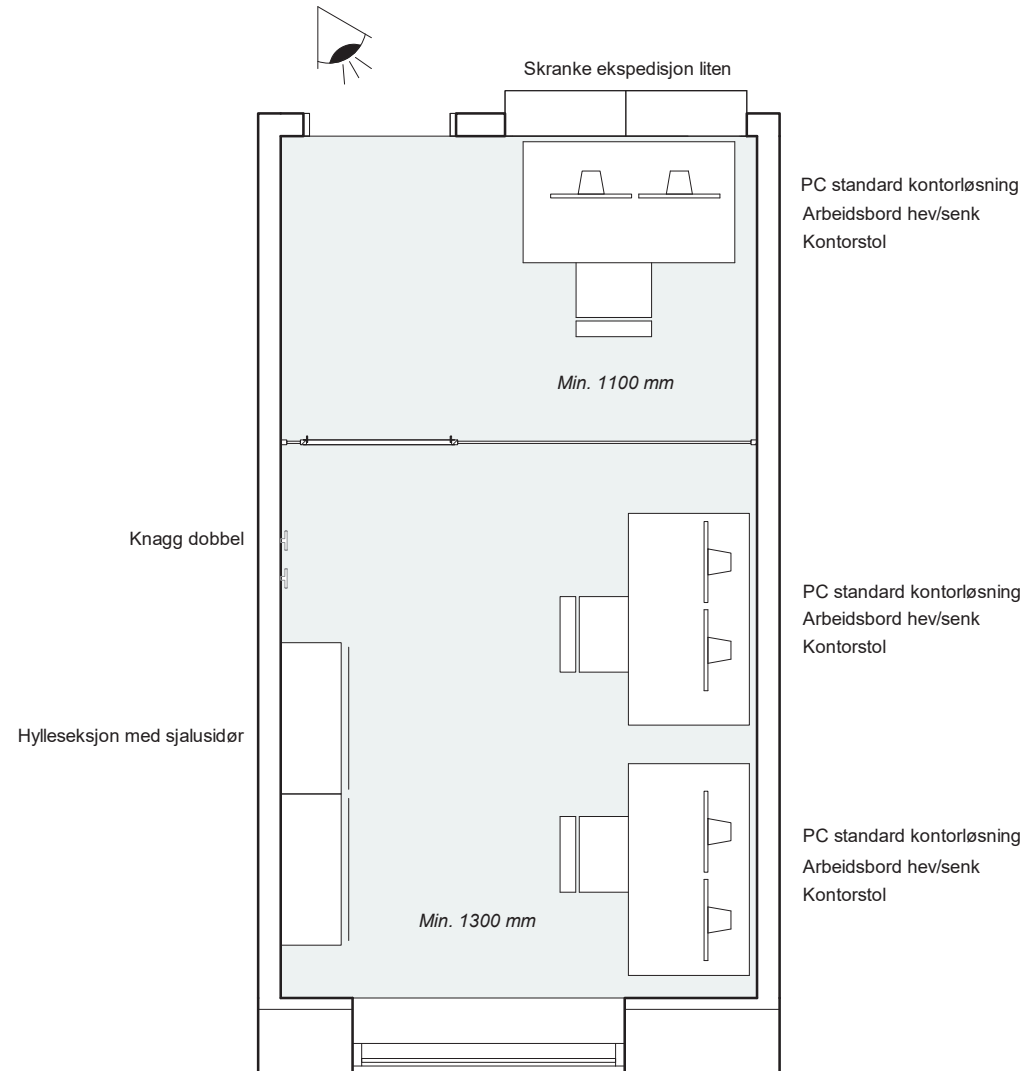 Skranke ekspedisjon liten
PC standard kontorløsning
Arbeidsbord hev/senk
Kontorstol
Min. 1100 mm
Knagg dobbel
PC standard kontorløsning
Arbeidsbord hev/senk
Kontorstol
Hylleseksjon med sjalusidør
PC standard kontorløsning
Arbeidsbord hev/senk
Kontorstol
Min. 1300 mm